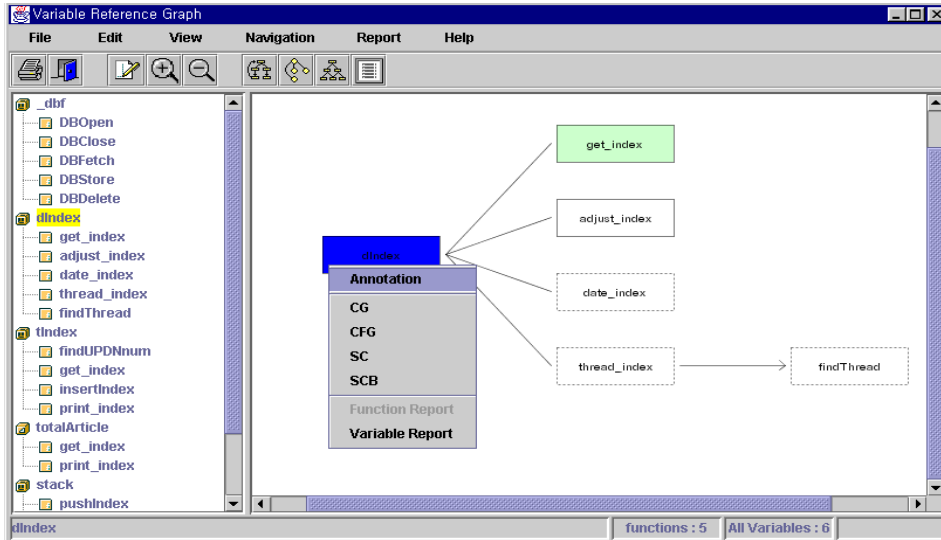 Variable Reference Graph
File Edit View Navigation Report Help
_dbf
DBOpen
DBClose
DBFetch
DBStore
DBDelete
dIndex
get_index
adjust_index
date_index
thread_index
findThread
tIndex
findUPDNnum
get_index
insertIndex
print_index
totalArticle
get_index
print_index
stack
pushIndex
get_index
adjust_index
dIndex
date_index
thread_index
findThread
Annotation
CG
CFG
SC
SCB
Function Report
Variable Report
dIndex functions : 5 All Variables : 6